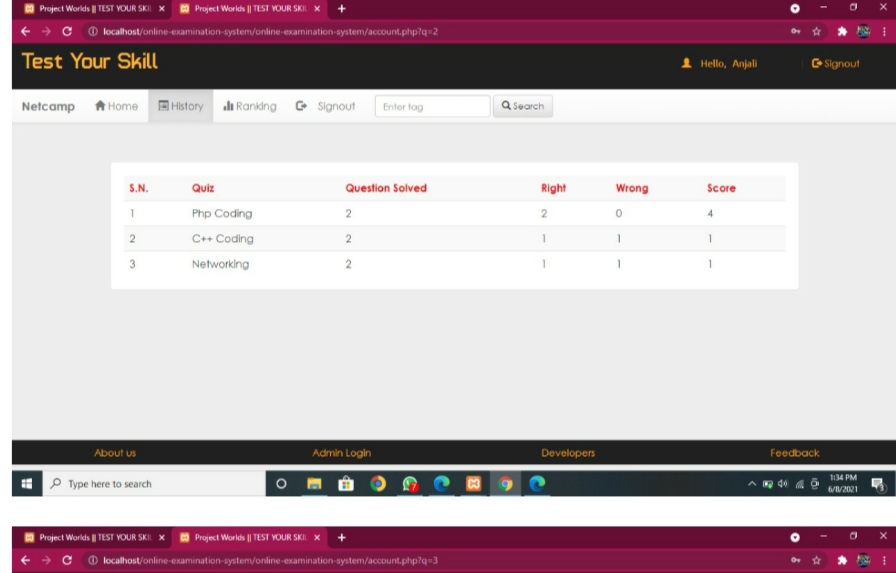 Project Worlds || TEST YOUR SKIL Project Worlds || TEST YOUR SKIL
localhost/online-examination-system/online-examination-system/account.php?q=2
Test Your Skill Hello, Anjali Signout
Netcamp Home History Ranking Signout Enter tag Search
S.N. Quiz Question Solved Right Wrong Score
1 Php Coding 2 2 0 4
2 C++ Coding 2 1 1 1
3 Networking 2 1 1 1
About us Admin Login Developers Feedback
Type here to search 1:34 PM
6/8/2021
Project Worlds || TEST YOUR SKIL Project Worlds || TEST YOUR SKIL
localhost/online-examination-system/online-examination-system/account.php?q=3